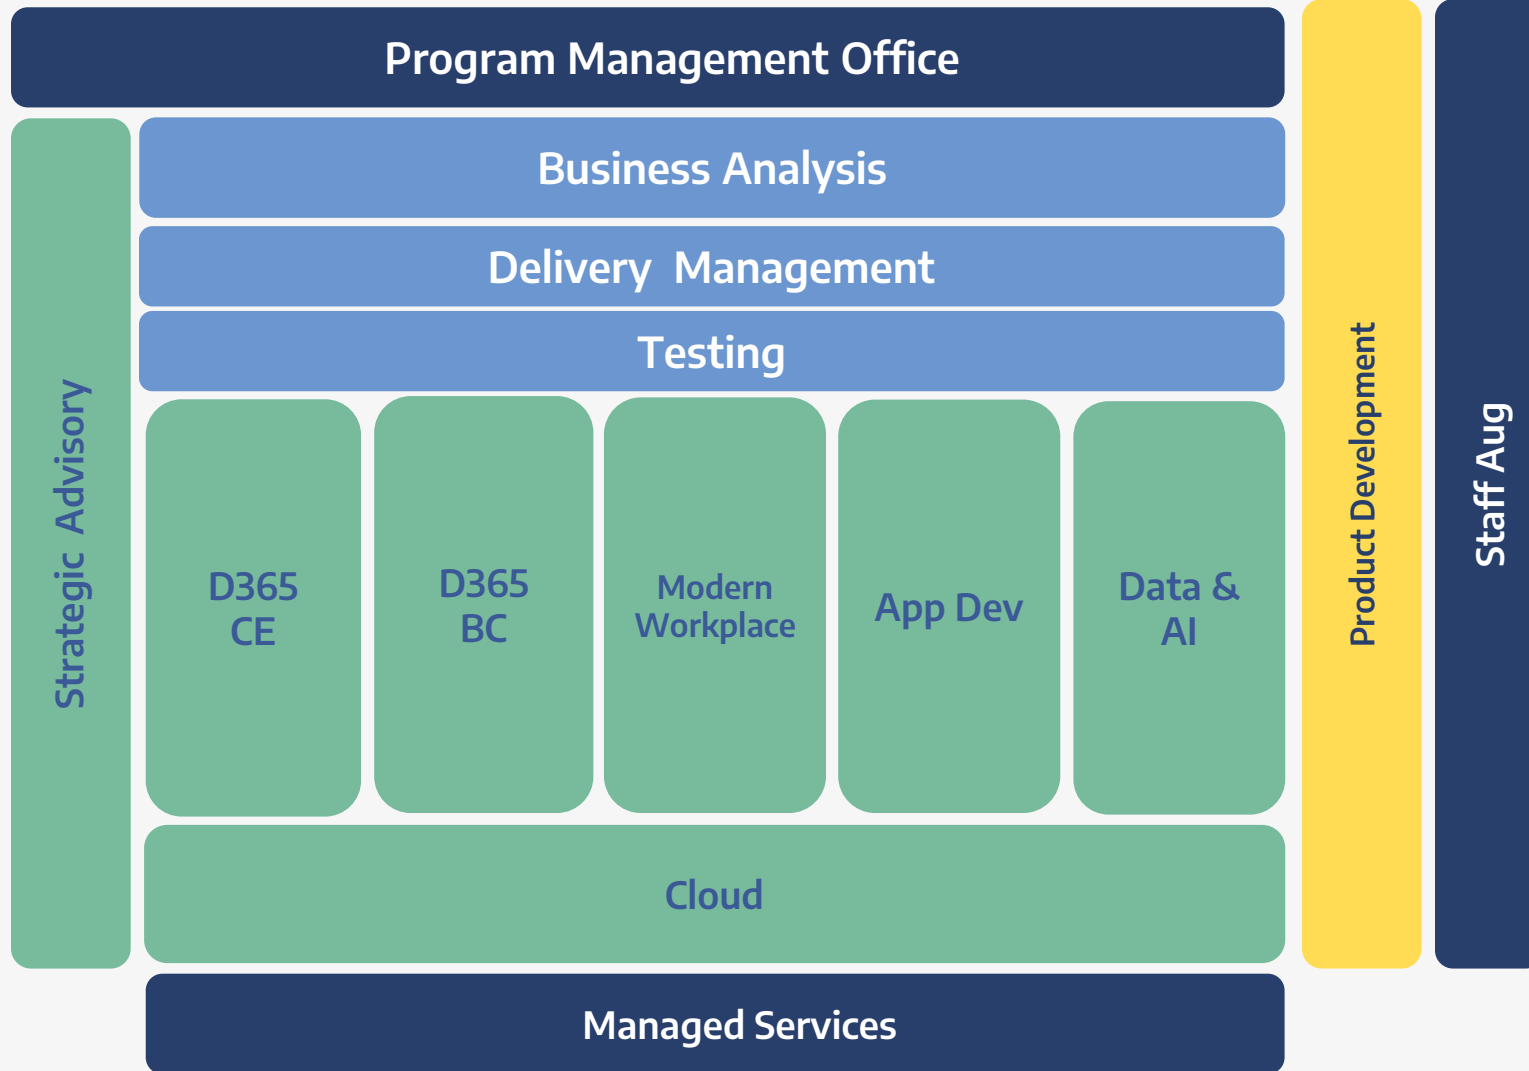 Program Management Office
Business Analysis
Delivery  Management
Testing
Strategic  Advisory
D365
CE
D365
BC
Modern
Workplace
App Dev
Data &
AI
Cloud
Managed Services
Product Development
Staff Aug